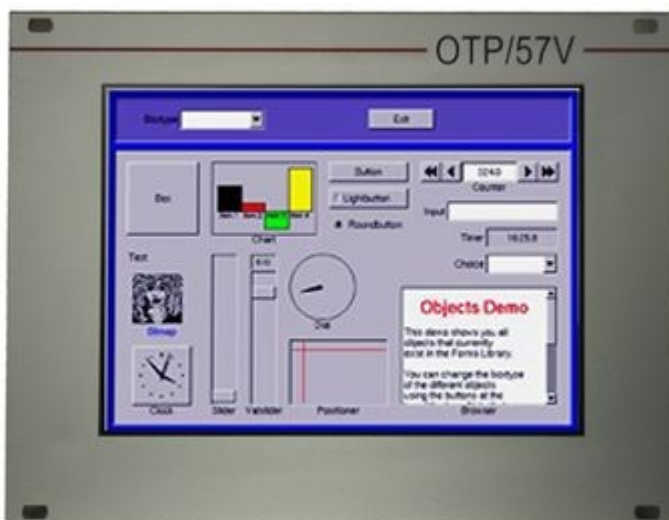 OTP/57V
Boxtype
Exit
Box
Chart
Button
Lightbutton
Roundbutton
Counter
Input
Timer
Choice
Text
Bitmap
Clock
Slider
Valslider
Dial
Positioner
Objects Demo
This demo shows you all
objects that currently
exist in the Forms Library.
You can change the boxtype
of the different objects
using the buttons at the
Browser